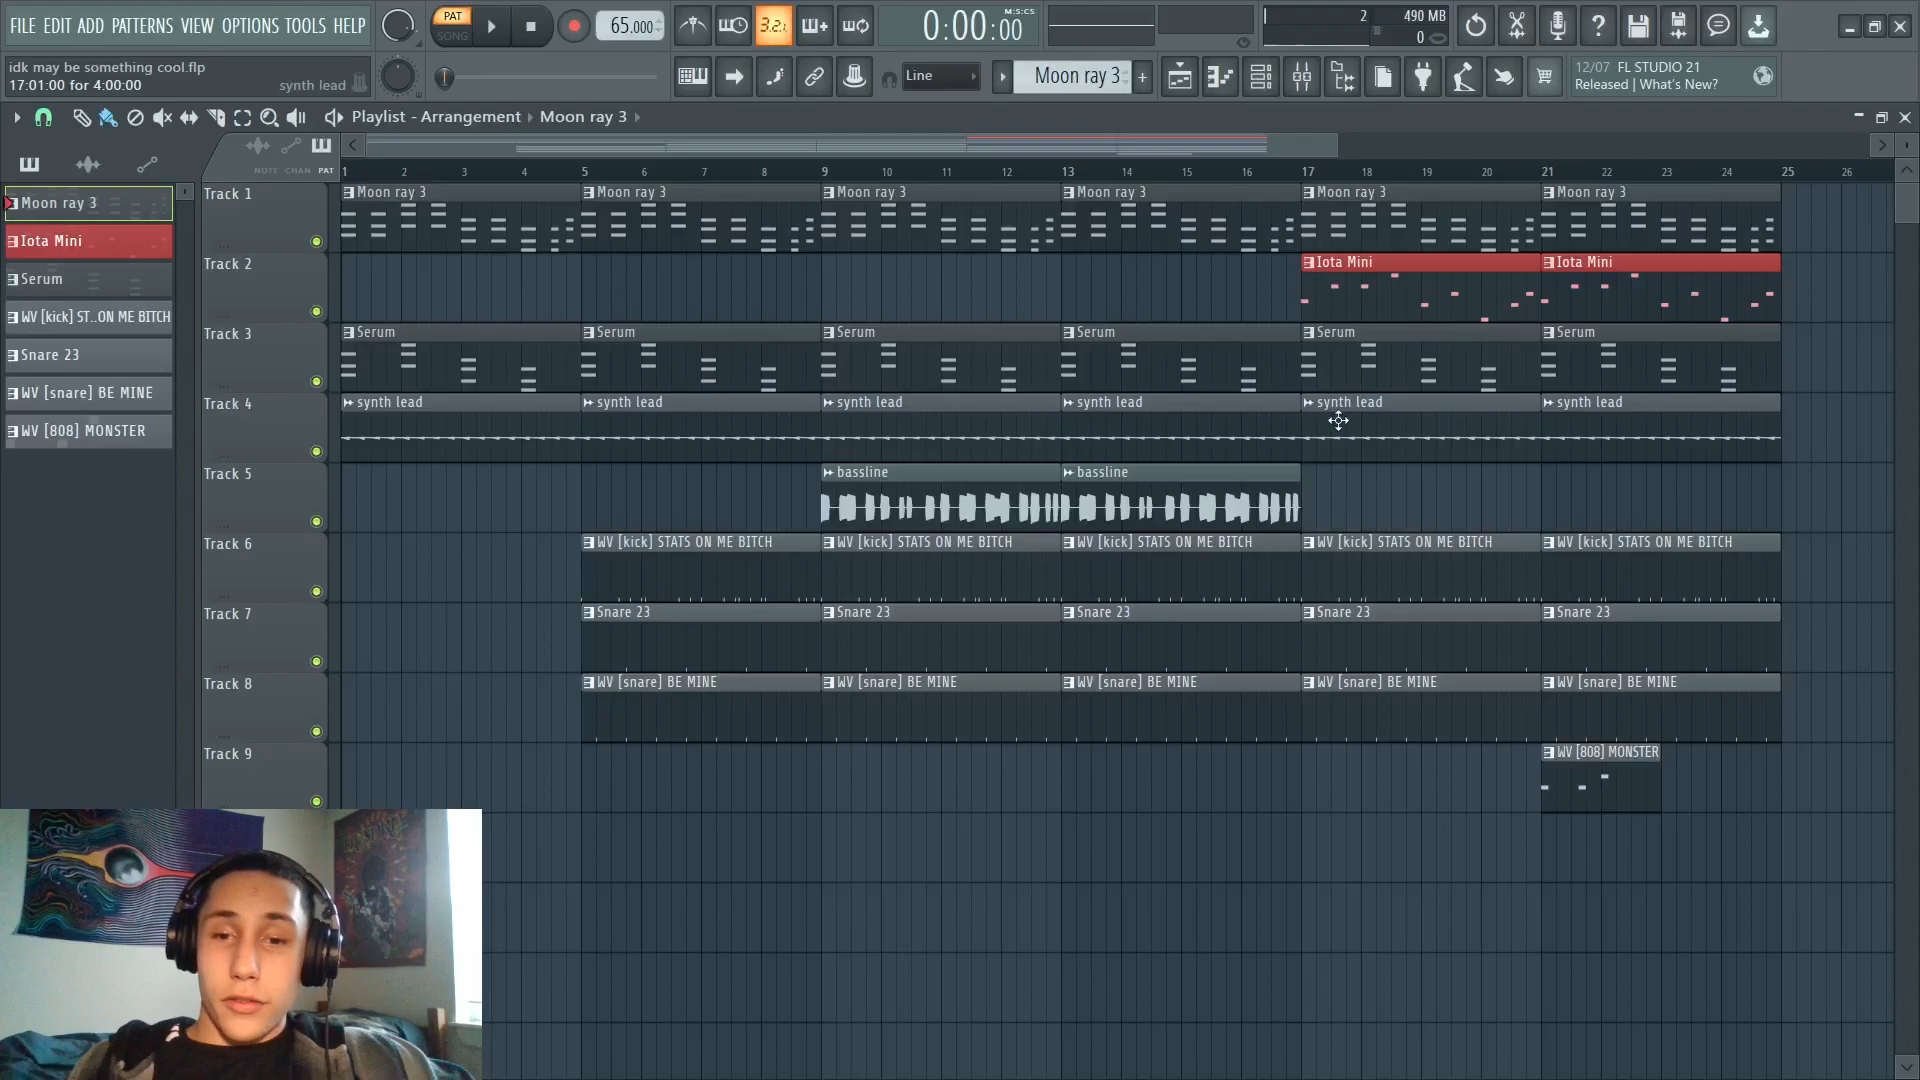 FILE EDIT ADD PATTERNS VIEW OPTIONS TOOLS HELP
PAT
SONG
65.000
3.2.1
0:00:00
M:S:CS
2
490 MB
0
idk may be something cool.flp
17:01:00 for 4:00:00
synth lead
Line
Moon ray 3
12/07 FL STUDIO 21
Released | What's New?
Playlist - Arrangement
Moon ray 3
NOTE CHAN PAT
1 2 3 4 5 6 7 8 9 10 11 12 13 14 15 16 17 18 19 20 21 22 23 24 25 26
Moon ray 3
Iota Mini
Serum
WV [kick] ST..ON ME BITCH
Snare 23
WV [snare] BE MINE
WV [808] MONSTER
Track 1
Moon ray 3 Moon ray 3 Moon ray 3 Moon ray 3 Moon ray 3 Moon ray 3
Track 2
Iota Mini Iota Mini
Track 3
Serum Serum Serum Serum Serum Serum
Track 4
synth lead synth lead synth lead synth lead synth lead synth lead
Track 5
bassline bassline
Track 6
WV [kick] STATS ON ME BITCH WV [kick] STATS ON ME BITCH WV [kick] STATS ON ME BITCH WV [kick] STATS ON ME BITCH WV [kick] STATS ON ME BITCH
Track 7
Snare 23 Snare 23 Snare 23 Snare 23 Snare 23
Track 8
WV [snare] BE MINE WV [snare] BE MINE WV [snare] BE MINE WV [snare] BE MINE WV [snare] BE MINE
Track 9
WV [808] MONSTER